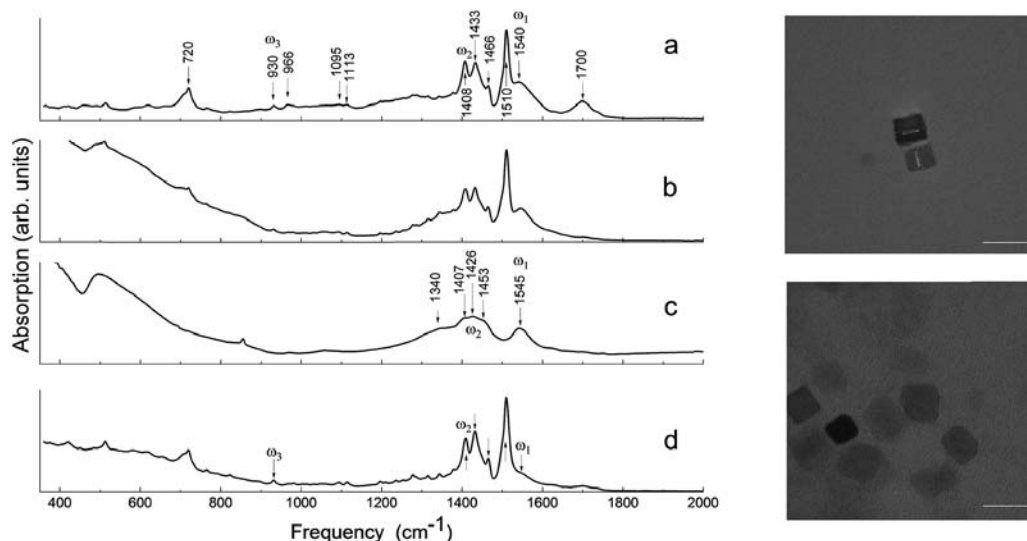 720
930
ω3
966
1095
1113
ω2
1408
1433
1466
1510
1540
ω1
1700
a
b
1340
1407
1426
ω2
1453
1545
ω1
c
ω3
ω2
ω1
d
Absorption (arb. units)
400 600 800 1000 1200 1400 1600 1800 2000
Frequency (cm-1)